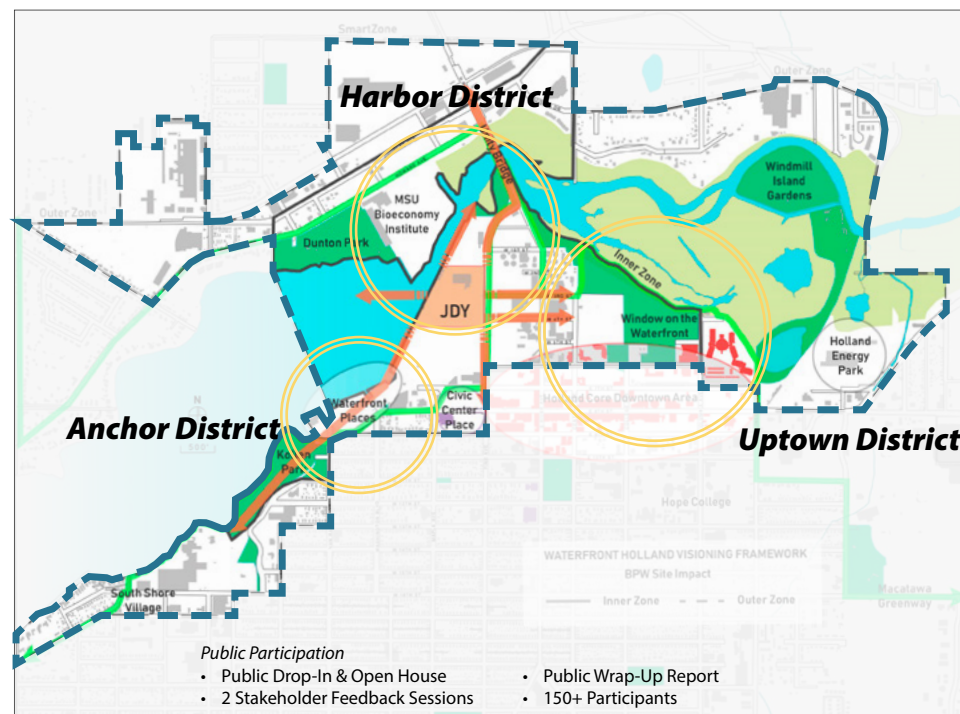 SmartZone
Outer Zone
Harbor District
Bay Bridge
Windmill
Island
Gardens
MSU
Bioeconomy
Institute
Outer Zone
Dunton Park
Inner Zone
JDY
Window on the
Waterfront
Holland
Energy
Park
Waterfront
Places
Civic
Center
Place
Holland Core Downtown Area
N
Anchor District
Uptown District
Kollen
Park
Hope College
WATERFRONT HOLLAND VISIONING FRAMEWORK
BPW Site Impact
Inner Zone
Outer Zone
Macatawa
Greenway
South Shore
Village
Public Participation
• Public Drop-In & Open House
• 2 Stakeholder Feedback Sessions
• Public Wrap-Up Report
• 150+ Participants